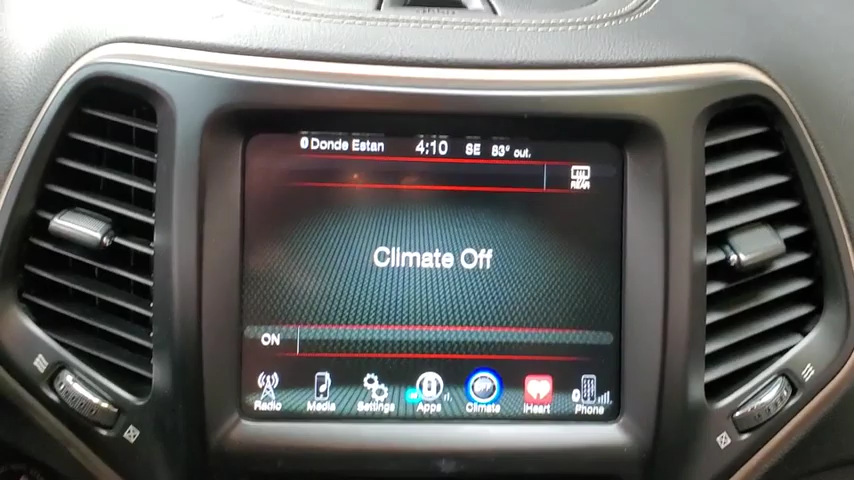 Donde Estan 4:10 SE 83° out.
REAR
Climate Off
ON
Radio Media Settings Apps Climate iHeart Phone